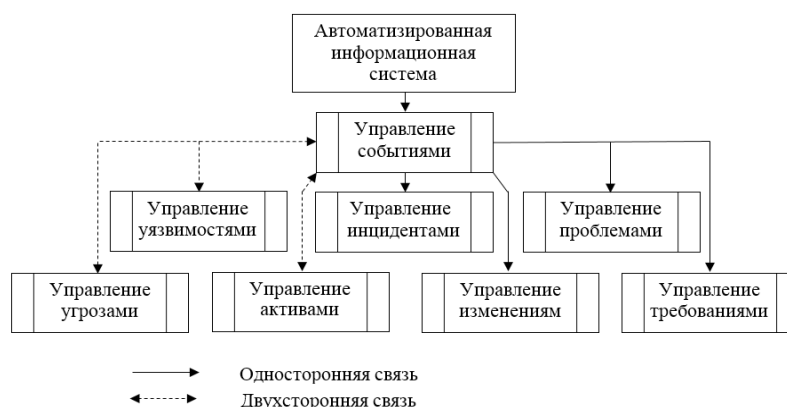 Автоматизированная
информационная
система
Управление
событиями
Управление
уязвимостями
Управление
инцидентами
Управление
проблемами
Управление
угрозами
Управление
активами
Управление
изменениям
Управление
требованиями
Односторонняя связь
Двухсторонняя связь